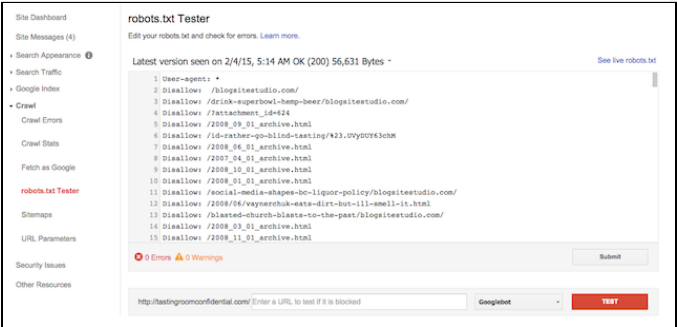 Site Dashboard
Site Messages (4)
Search Appearance
Search Traffic
Google Index
Crawl
Crawl Errors
Crawl Stats
Fetch as Google
robots.txt Tester
Sitemaps
URL Parameters
Security Issues
Other Resources
robots.txt Tester
Edit your robots.txt and check for errors. Learn more.
Latest version seen on 2/4/15, 5:14 AM OK (200) 56,631 Bytes
See live robots.txt
1 User-agent: *
2 Disallow: /blogsitestudio.com/
3 Disallow: /drink-superbowl-hemp-beer/blogsitestudio.com/
4 Disallow: /?attachment_id=624
5 Disallow: /2008_09_01_archive.html
6 Disallow: /id-rather-go-blind-tasting/%23.UVyDUY63chM
7 Disallow: /2008_06_01_archive.html
8 Disallow: /2007_04_01_archive.html
9 Disallow: /2008_10_01_archive.html
10 Disallow: /2008_01_01_archive.html
11 Disallow: /social-media-shapes-bc-liquor-policy/blogsitestudio.com/
12 Disallow: /2008/06/vaynerchuk-eats-dirt-but-ill-smell-it.html
13 Disallow: /blasted-church-blasts-to-the-past/blogsitestudio.com/
14 Disallow: /2008_03_01_archive.html
15 Disallow: /2008_11_01_archive.html
0 Errors 0 Warnings
Submit
http://tastingroomconfidential.com/ Enter a URL to test if it is blocked
Googlebot
TEST